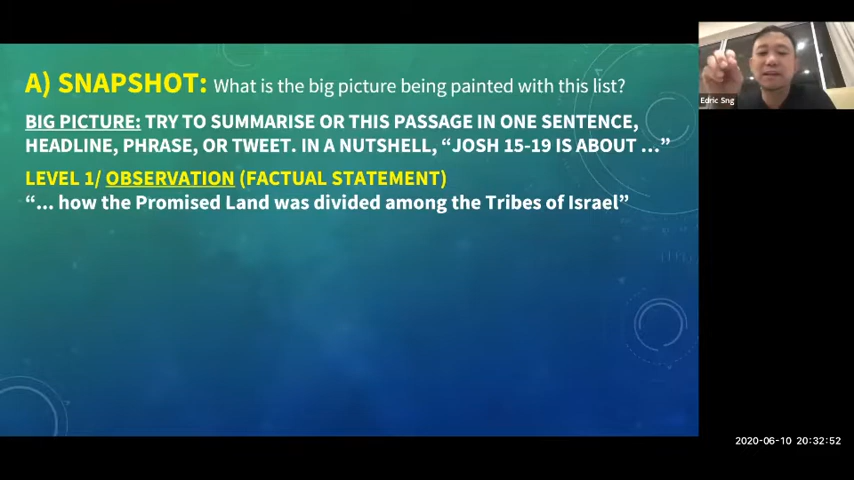 A) SNAPSHOT: What is the big picture being painted with this list?
BIG PICTURE: TRY TO SUMMARISE OR THIS PASSAGE IN ONE SENTENCE,
HEADLINE, PHRASE, OR TWEET. IN A NUTSHELL, “JOSH 15-19 IS ABOUT ...”
LEVEL 1/ OBSERVATION (FACTUAL STATEMENT)
“... how the Promised Land was divided among the Tribes of Israel”
Edric Sng
2020-06-10 20:32:52